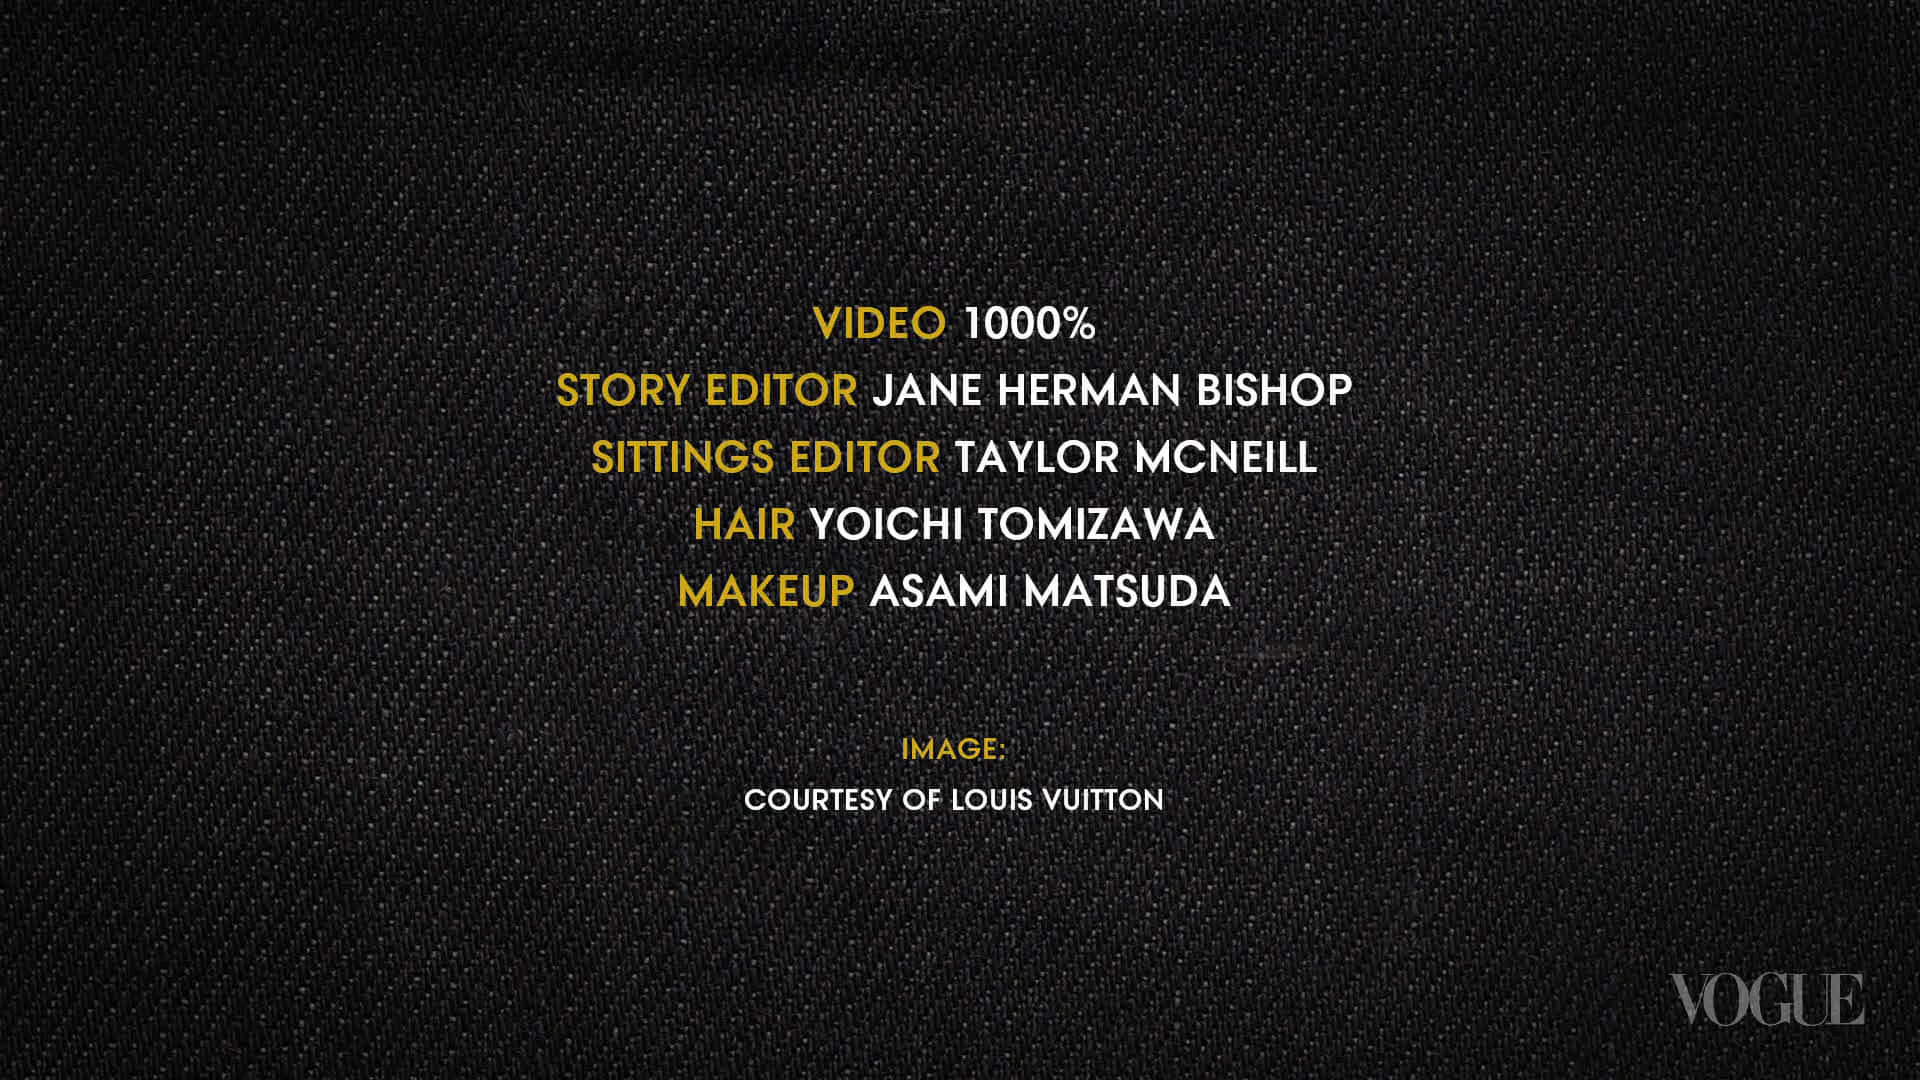 VIDEO 1000%
STORY EDITOR JANE HERMAN BISHOP
SITTINGS EDITOR TAYLOR MCNEILL
HAIR YOICHI TOMIZAWA
MAKEUP ASAMI MATSUDA
IMAGE:
COURTESY OF LOUIS VUITTON
VOGUE